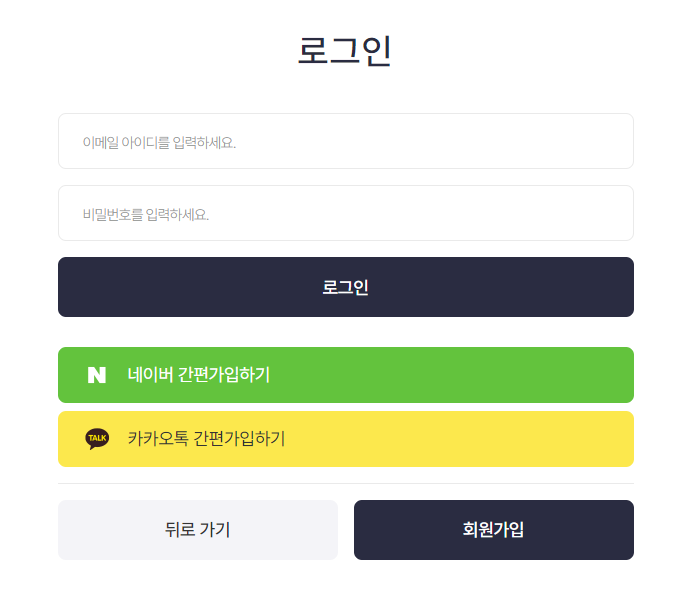 로그인
이메일 아이디를 입력하세요.
비밀번호를 입력하세요.
로그인
N 네이버 간편가입하기
TALK 카카오톡 간편가입하기
뒤로 가기
회원가입